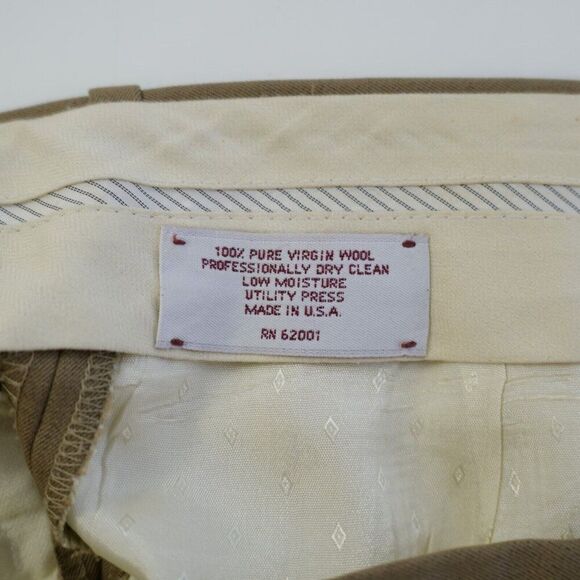 100% PURE VIRGIN WOOL
PROFESSIONALLY DRY CLEAN
LOW MOISTURE
UTILITY PRESS
MADE IN U.S.A.
RN 62001